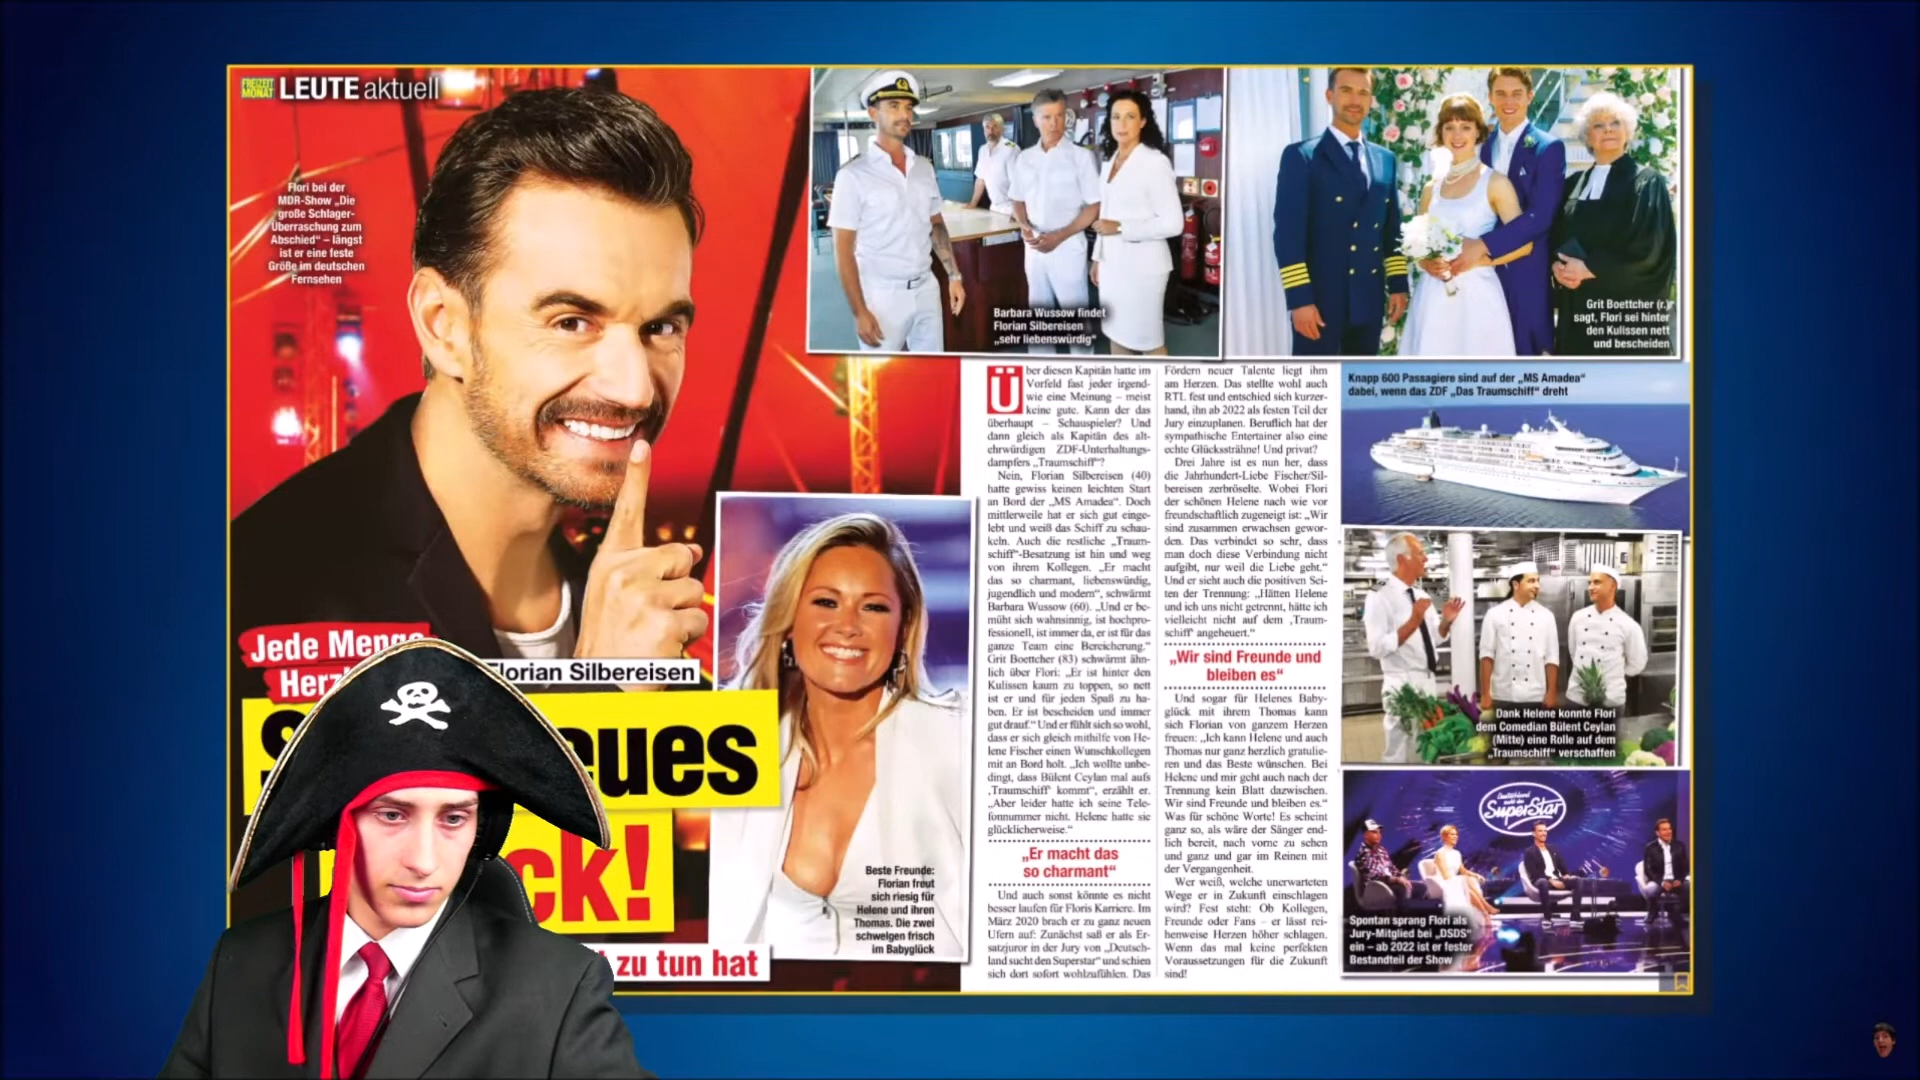 FREIZEIT
MONAT
LEUTE aktuell
Flori bei der
MDR-Show „Die
große Schlager-
Überraschung zum
Abschied“ – längst
ist er eine feste
Größe im deutschen
Fernsehen
Jede Menge
Florian Silbereisen
zu tun hat
Beste Freunde:
Florian freut
sich riesig für
Helene und ihren
Thomas. Die zwei
schwelgen frisch
im Babyglück
Barbara Wussow findet
Florian Silbereisen
„sehr liebenswürdig“
Grit Boettcher (r.)
sagt, Flori sei hinter
den Kulissen nett
und bescheiden
Über diesen Kapitän hatte im
Vorfeld fast jeder irgend-
wie eine Meinung – meist
keine gute. Kann der das
überhaupt – Schauspieler? Und
dann gleich als Kapitän des alt-
ehrwürdigen ZDF-Unterhaltungs-
dampfers „Traumschiff“?
Nein, Florian Silbereisen (40)
hatte gewiss keinen leichten Start
an Bord der „MS Amadea“. Doch
mittlerweile hat er sich gut einge-
lebt und weiß das Schiff zu schau-
keln. Auch die restliche „Traum-
schiff“-Besatzung ist hin und weg
von ihrem Kollegen. „Er macht
das so charmant, liebenswürdig,
jugendlich und modern“, schwärmt
Barbara Wussow (60). „Und er be-
müht sich wahnsinnig, ist hochpro-
fessionell, ist immer da, er ist für das
ganze Team eine Bereicherung.“
Grit Boettcher (83) schwärmt ähn-
lich über Flori: „Er ist hinter den
Kulissen kaum zu toppen, so nett
ist er und für jeden Spaß zu ha-
ben. Er ist bescheiden und immer
gut drauf.“ Und er fühlt sich so wohl,
dass er sich gleich mithilfe von He-
lene Fischer einen Wunschkollegen
mit an Bord holt. „Ich wollte unbe-
dingt, dass Bülent Ceylan mal aufs
‚Traumschiff‘ kommt“, erzählt er.
„Aber leider hatte ich seine Tele-
fonnummer nicht. Helene hatte sie
glücklicherweise.“
„Er macht das
so charmant“
Und auch sonst könnte es nicht
besser laufen für Floris Karriere. Im
März 2020 brach er zu ganz neuen
Ufern auf: Zunächst saß er als Er-
satzjuror in der Jury von „Deutsch-
land sucht den Superstar“ und schien
sich dort sofort wohlzufühlen. Das
Fördern neuer Talente liegt ihm
am Herzen. Das stellte wohl auch
RTL fest und entschied sich kurzer-
hand, ihn ab 2022 als festen Teil der
Jury einzuplanen. Beruflich hat der
sympathische Entertainer also eine
echte Glückssträhne! Und privat?
Drei Jahre ist es nun her, dass
die Jahrhundert-Liebe Fischer/Sil-
bereisen zerbröselte. Wobei Flori
der schönen Helene nach wie vor
freundschaftlich zugeneigt ist: „Wir
sind zusammen erwachsen gewor-
den. Das verbindet so sehr, dass
man doch diese Verbindung nicht
aufgibt, nur weil die Liebe geht.“
Und er sieht auch die positiven Sei-
ten der Trennung: „Hätten Helene
und ich uns nicht getrennt, hätte ich
vielleicht nicht auf dem ‚Traum-
schiff‘ angeheuert.“
„Wir sind Freunde und
bleiben es“
Und sogar für Helenes Baby-
glück mit ihrem Thomas kann
sich Florian von ganzem Herzen
freuen: „Ich kann Helene und auch
Thomas nur ganz herzlich gratulie-
ren und das Beste wünschen. Bei
Helene und mir geht auch nach der
Trennung kein Blatt dazwischen.
Wir sind Freunde und bleiben es.“
Was für schöne Worte! Es scheint
ganz so, als wäre der Sänger end-
lich bereit, nach vorne zu sehen
und ganz und gar im Reinen mit
der Vergangenheit.
Wer weiß, welche unerwarteten
Wege er in Zukunft einschlagen
wird? Fest steht: Ob Kollegen,
Freunde oder Fans – er lässt rei-
henweise Herzen höher schlagen.
Wenn das mal keine perfekten
Voraussetzungen für die Zukunft
sind!
Knapp 600 Passagiere sind auf der „MS Amadea“
dabei, wenn das ZDF „Das Traumschiff“ dreht
Dank Helene konnte Flori
dem Comedian Bülent Ceylan
(Mitte) eine Rolle auf dem
„Traumschiff“ verschaffen
Deutschland
sucht den
SuperStar
Spontan sprang Flori als
Jury-Mitglied bei „DSDS“
ein – ab 2022 ist er fester
Bestandteil der Show